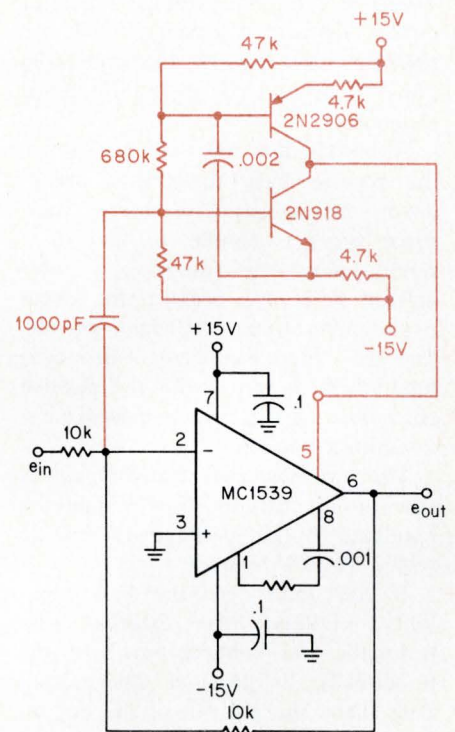 +15V
47k
4.7k
2N2906
680k
.002
2N918
47k
4.7k
1000pF
-15V
+15V
7
.1
10k
2
−
5
6
ein
MC1539
eout
3
+
8
1
.001
.1
-15V
10k